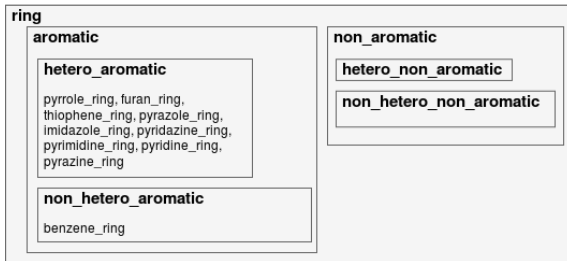 ring
aromatic
hetero_aromatic
pyrrole_ring, furan_ring,
thiophene_ring, pyrazole_ring,
imidazole_ring, pyridazine_ring,
pyrimidine_ring, pyridine_ring,
pyrazine_ring
non_hetero_aromatic
benzene_ring
non_aromatic
hetero_non_aromatic
non_hetero_non_aromatic